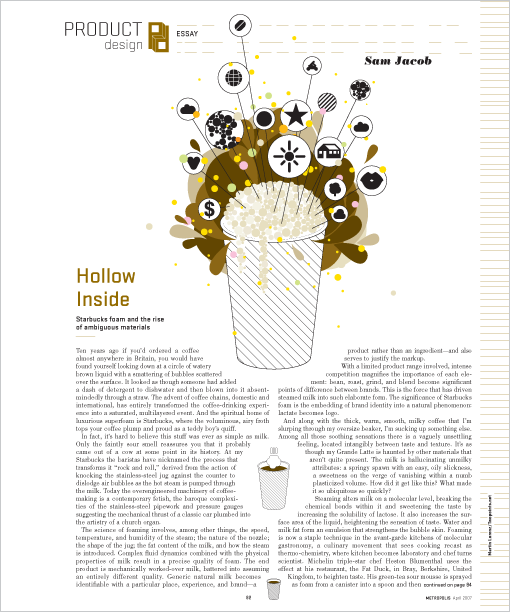 PRODUCT
design
ESSAY
Sam Jacob
$
Hollow
Inside
Starbucks foam and the rise
of ambiguous materials
Ten years ago if you'd ordered a coffee
almost anywhere in Britain, you would have
found yourself looking down at a circle of watery
brown liquid with a smattering of bubbles scattered
over the surface. It looked as though someone had added
a dash of detergent to dishwater and then blown into it absent-
mindedly through a straw. The advent of coffee chains, domestic and
international, has entirely transformed the coffee-drinking experi-
ence into a saturated, multilayered event. And the spiritual home of
luxurious superfoam is Starbucks, where the voluminous, airy froth
tops your coffee plump and proud as a teddy boy's quiff.
In fact, it's hard to believe this stuff was ever as simple as milk.
Only the faintly sour smell reassures you that it probably
came out of a cow at some point in its history. At my
Starbucks the baristas have nicknamed the process that
transforms it "rock and roll," derived from the action of
knocking the stainless-steel jug against the counter to
dislodge air bubbles as the hot steam is pumped through
the milk. Today the overengineered machinery of coffee-
making is a contemporary fetish, the baroque complexi-
ties of the stainless-steel pipework and pressure gauges
suggesting the mechanical thrust of a classic car plumbed into
the artistry of a church organ.
The science of foaming involves, among other things, the speed,
temperature, and humidity of the steam; the nature of the nozzle;
the shape of the jug; the fat content of the milk, and how the steam
is introduced. Complex fluid dynamics combined with the physical
properties of milk result in a precise quality of foam. The end
product is mechanically worked-over milk, battered into assuming
an entirely different quality. Generic natural milk becomes
identifiable with a particular place, experience, and brand—a
product rather than an ingredient—and also
serves to justify the markup.
With a limited product range involved, intense
competition magnifies the importance of each ele-
ment: bean, roast, grind, and blend become significant
points of difference between brands. This is the force that has driven
steamed milk into such elaborate foam. The significance of Starbucks
foam is the embedding of brand identity into a natural phenomenon:
lactate becomes logo.
And along with the thick, warm, smooth, milky coffee that I'm
slurping through my oversize beaker, I'm sucking up something else.
Among all those soothing sensations there is a vaguely unsettling
feeling, located intangibly between taste and texture. It's as
though my Grande Latte is haunted by other materials that
aren't quite present. The milk is hallucinating unmilky
attributes: a springy spawn with an easy, oily slickness,
a sweetness on the verge of vanishing within a numb
plasticized volume. How did it get like this? What made
it so ubiquitous so quickly?
Steaming alters milk on a molecular level, breaking the
chemical bonds within it and sweetening the taste by
increasing the solubility of lactose. It also increases the sur-
face area of the liquid, heightening the sensation of taste. Water and
milk fat form an emulsion that strengthens the bubble skin. Foaming
is now a staple technique in the avant-garde kitchens of molecular
gastronomy, a culinary movement that sees cooking recast as
thermo-chemistry, where kitchen becomes laboratory and chef turns
scientist. Michelin triple-star chef Heston Blumenthal uses the
effect at his restaurant, the Fat Duck, in Bray, Berkshire, United
Kingdom, to heighten taste. His green-tea sour mousse is sprayed
as foam from a canister into a spoon and then continued on page 84
METROPOLIS April 2007